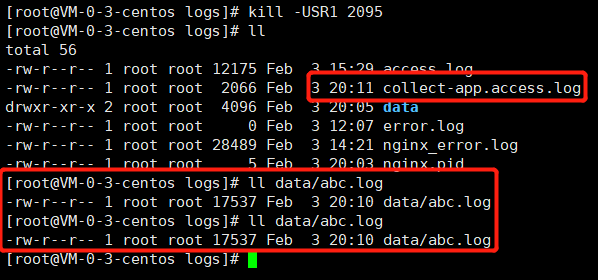 [root@VM-0-3-centos logs]# kill -USR1 2095
[root@VM-0-3-centos logs]# ll
total 56
-rw-r--r-- 1 root root 12175 Feb  3 15:29 access.log
-rw-r--r-- 1 root root  2066 Feb  3 20:11 collect-app.access.log
drwxr-xr-x 2 root root  4096 Feb  3 20:05 data
-rw-r--r-- 1 root root     0 Feb  3 12:07 error.log
-rw-r--r-- 1 root root 28489 Feb  3 14:21 nginx_error.log
-rw-r--r-- 1 root root     5 Feb  3 20:03 nginx.pid
[root@VM-0-3-centos logs]# ll data/abc.log
-rw-r--r-- 1 root root 17537 Feb  3 20:10 data/abc.log
[root@VM-0-3-centos logs]# ll data/abc.log
-rw-r--r-- 1 root root 17537 Feb  3 20:10 data/abc.log
[root@VM-0-3-centos logs]#